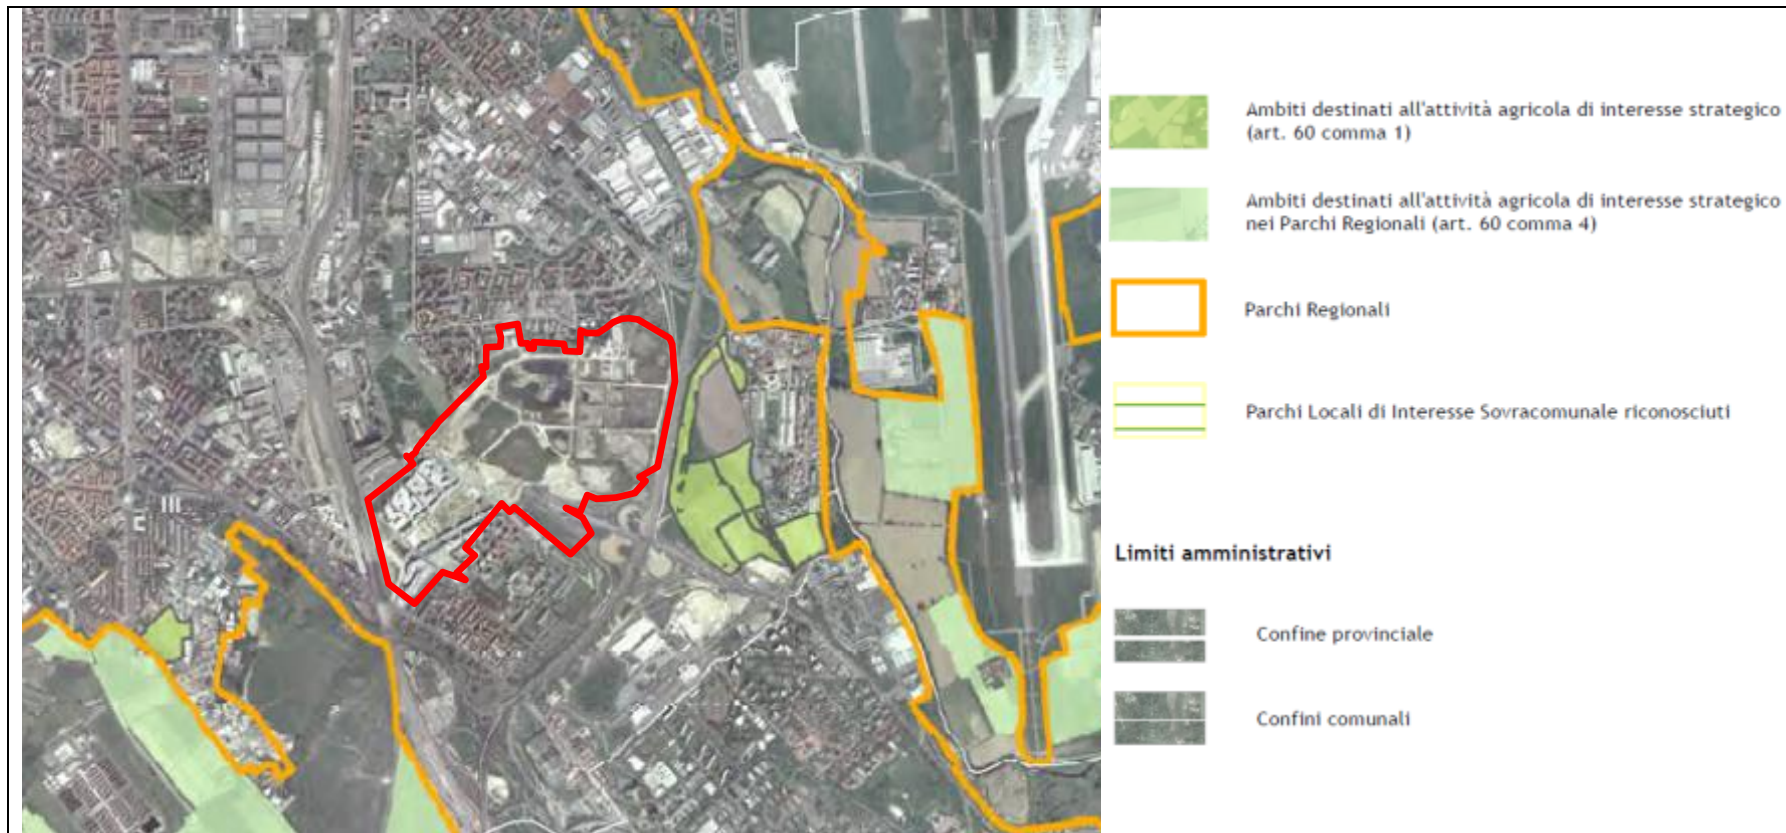 Ambiti destinati all'attività agricola di interesse strategico
(art. 60 comma 1)
Ambiti destinati all'attività agricola di interesse strategico
nei Parchi Regionali (art. 60 comma 4)
Parchi Regionali
Parchi Locali di Interesse Sovracomunale riconosciuti
Limiti amministrativi
Confine provinciale
Confini comunali